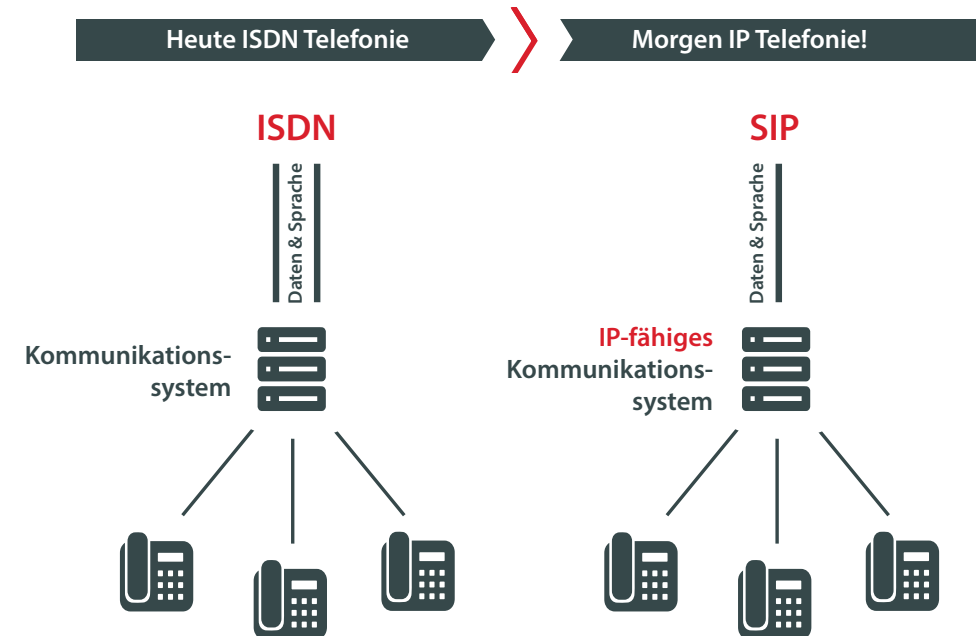 Heute ISDN Telefonie
Morgen IP Telefonie!
ISDN
Daten & Sprache
Kommunikations-
system
SIP
Daten & Sprache
IP-fähiges
Kommunikations-
system